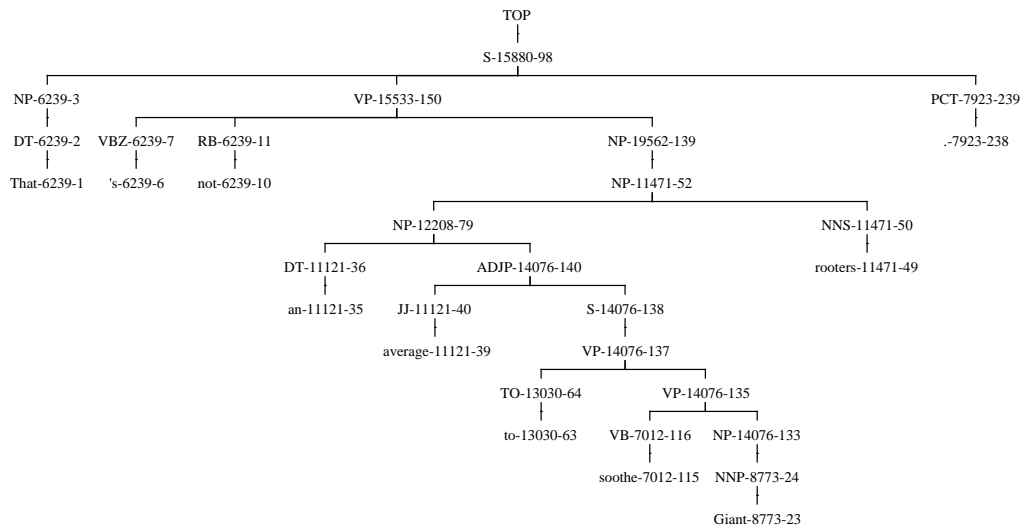 TOP
S-15880-98
NP-6239-3 VP-15533-150 PCT-7923-239
DT-6239-2 VBZ-6239-7 RB-6239-11 NP-19562-139 .-7923-238
That-6239-1 's-6239-6 not-6239-10 NP-11471-52
NP-12208-79 NNS-11471-50
DT-11121-36 ADJP-14076-140 rooters-11471-49
an-11121-35 JJ-11121-40 S-14076-138
average-11121-39 VP-14076-137
TO-13030-64 VP-14076-135
to-13030-63 VB-7012-116 NP-14076-133
soothe-7012-115 NNP-8773-24
Giant-8773-23